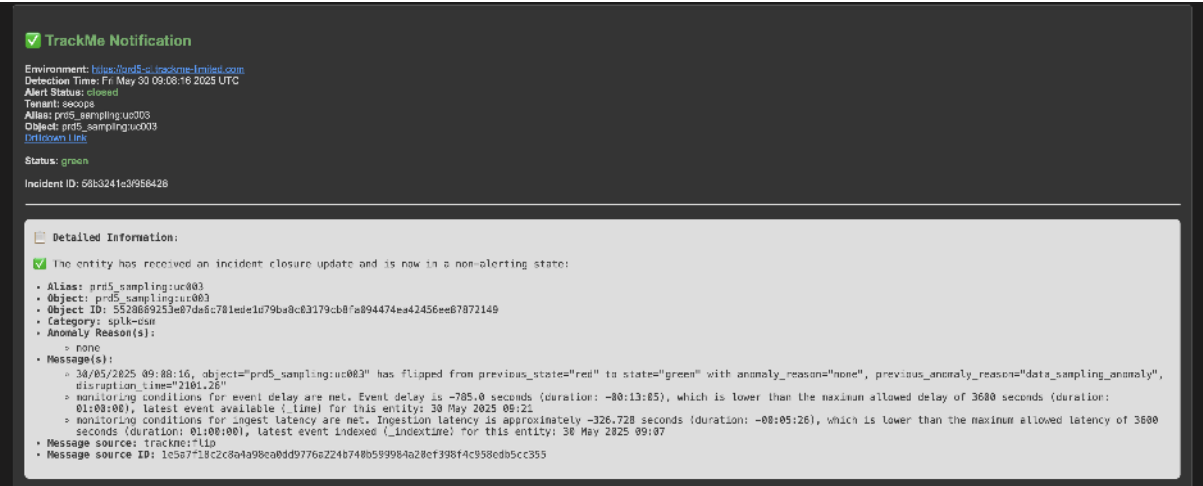 ✅ TrackMe Notification
Environment: https://prd5-cl.trackme-limited.com
Detection Time: Fri May 30 09:08:16 2025 UTC
Alert Status: closed
Tenant: secops
Alias: prd5_sampling:uc003
Object: prd5_sampling:uc003
Drilldown Link
Status: green
Incident ID: 56b3241e3f956426
📋 Detailed Information:
✅ The entity has received an incident closure update and is now in a non-alerting state:
• Alias: prd5_sampling:uc003
• Object: prd5_sampling:uc003
• Object ID:
• Category: splk-dsm
• Anomaly Reason(s):
◦ none
• Message(s):
◦ 30/05/2025 09:08:16, object="prd5_sampling:uc003" has flipped from previous_state="red" to state="green" with anomaly_reason="none", previous_anomaly_reason="data_sampling_anomaly",
disruption_time="2101.26"
◦ monitoring conditions for event delay are met. Event delay is -785.0 seconds (duration: -00:13:05), which is lower than the maximum allowed delay of 3600 seconds (duration:
01:00:00), latest event available (_time) for this entity: 30 May 2025 09:21
◦ monitoring conditions for ingest latency are met. Ingestion latency is approximately -326.728 seconds (duration: -00:05:26), which is lower than the maximum allowed latency of 3600
seconds (duration: 01:00:00), latest event indexed (_indextime) for this entity: 30 May 2025 09:07
• Message source: trackme:flip
• Message source ID: